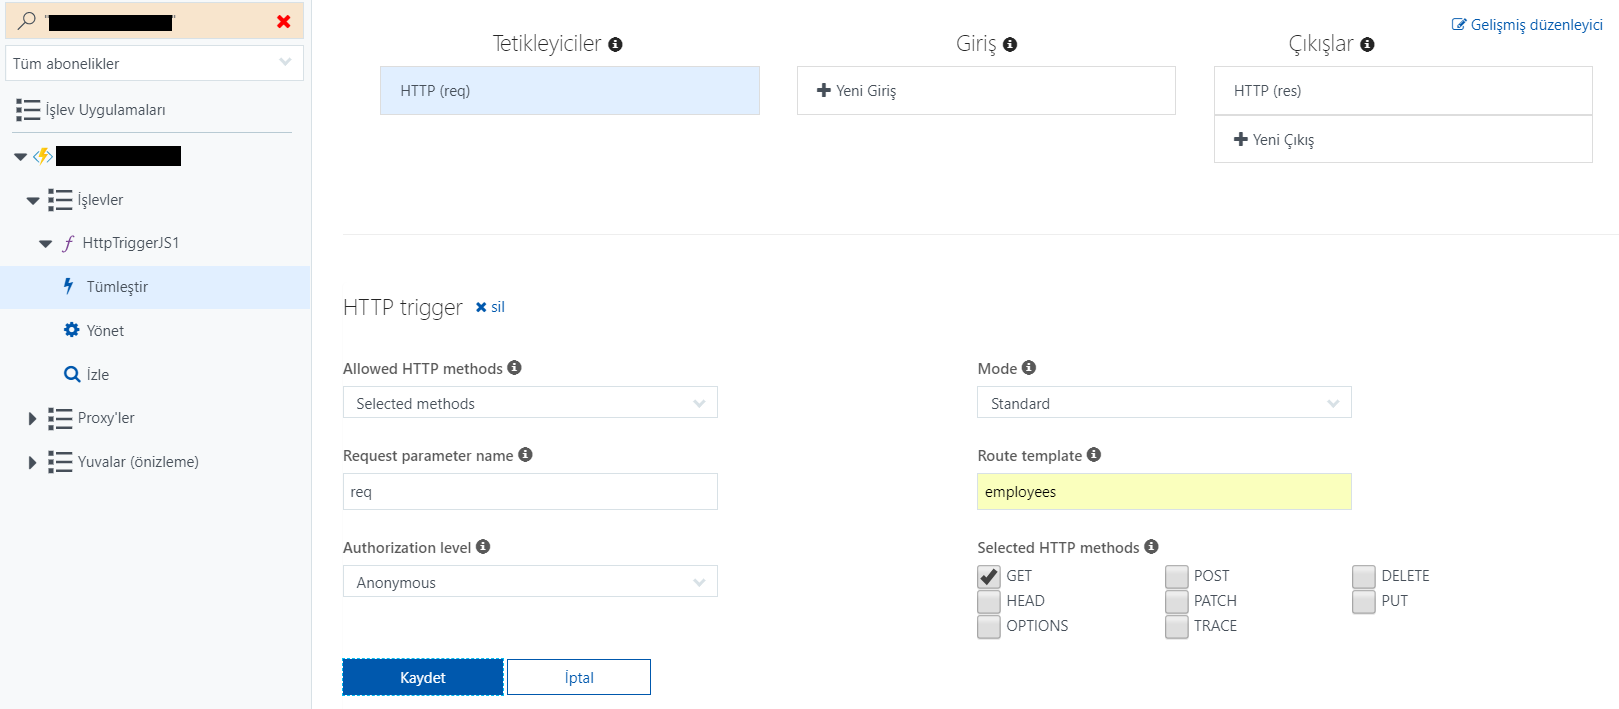 " "
Tüm abonelikler
İşlev Uygulamaları
İşlevler
HttpTriggerJS1
Tümleştir
Yönet
İzle
Proxy'ler
Yuvalar (önizleme)
Gelişmiş düzenleyici
Tetikleyiciler
HTTP (req)
Giriş
Yeni Giriş
Çıkışlar
HTTP (res)
Yeni Çıkış
HTTP trigger
sil
Allowed HTTP methods
Selected methods
Mode
Standard
Request parameter name
req
Route template
employees
Authorization level
Anonymous
Selected HTTP methods
GET POST DELETE
HEAD PATCH PUT
OPTIONS TRACE
Kaydet
İptal